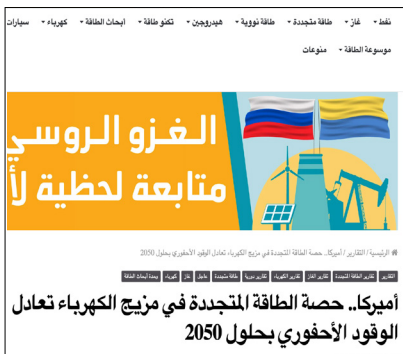 نفط غاز طاقة متجددة طاقة نووية هيدروجين تكنو طاقة أبحاث الطاقة كهرباء سيارات
موسوعة الطاقة منوعات
الغزو الروسي
متابعة لحظية لأ
الرئيسية / التقارير / أميركا.. حصة الطاقة المتجددة في مزيج الكهرباء تعادل الوقود الأحفوري بحلول 2050
التقارير تقارير الطاقة المتجددة تقارير الغاز تقارير الكهرباء تقارير دورية طاقة متجددة عاجل غاز كهرباء وحدة أبحاث الطاقة
أميركا.. حصة الطاقة المتجددة في مزيج الكهرباء تعادل
الوقود الأحفوري بحلول 2050